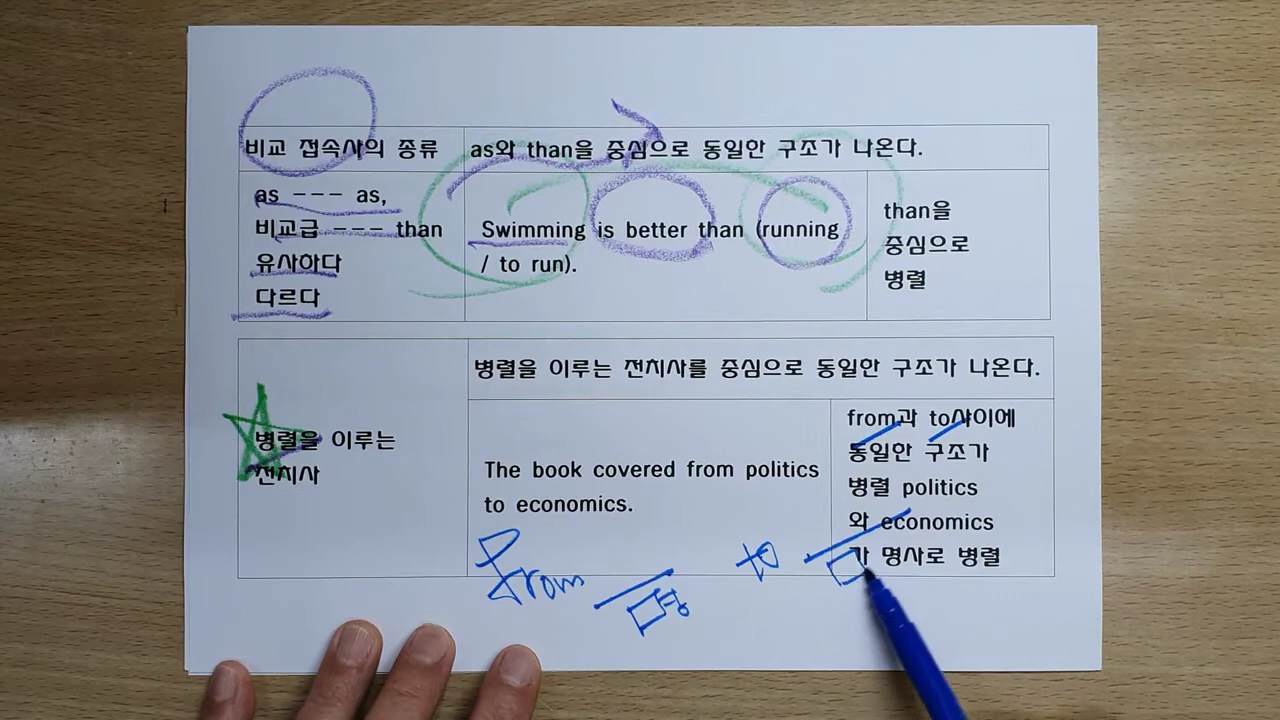 비교 접속사의 종류
as와 than을 중심으로 동일한 구조가 나온다.
as --- as,
비교급 --- than
유사하다
다르다
Swimming is better than (running
/ to run).
than을
중심으로
병렬
병렬을 이루는
전치사
병렬을 이루는 전치사를 중심으로 동일한 구조가 나온다.
The book covered from politics
to economics.
from과 to사이에
동일한 구조가
병렬 politics
와 economics
가 명사로 병렬
from 명 to